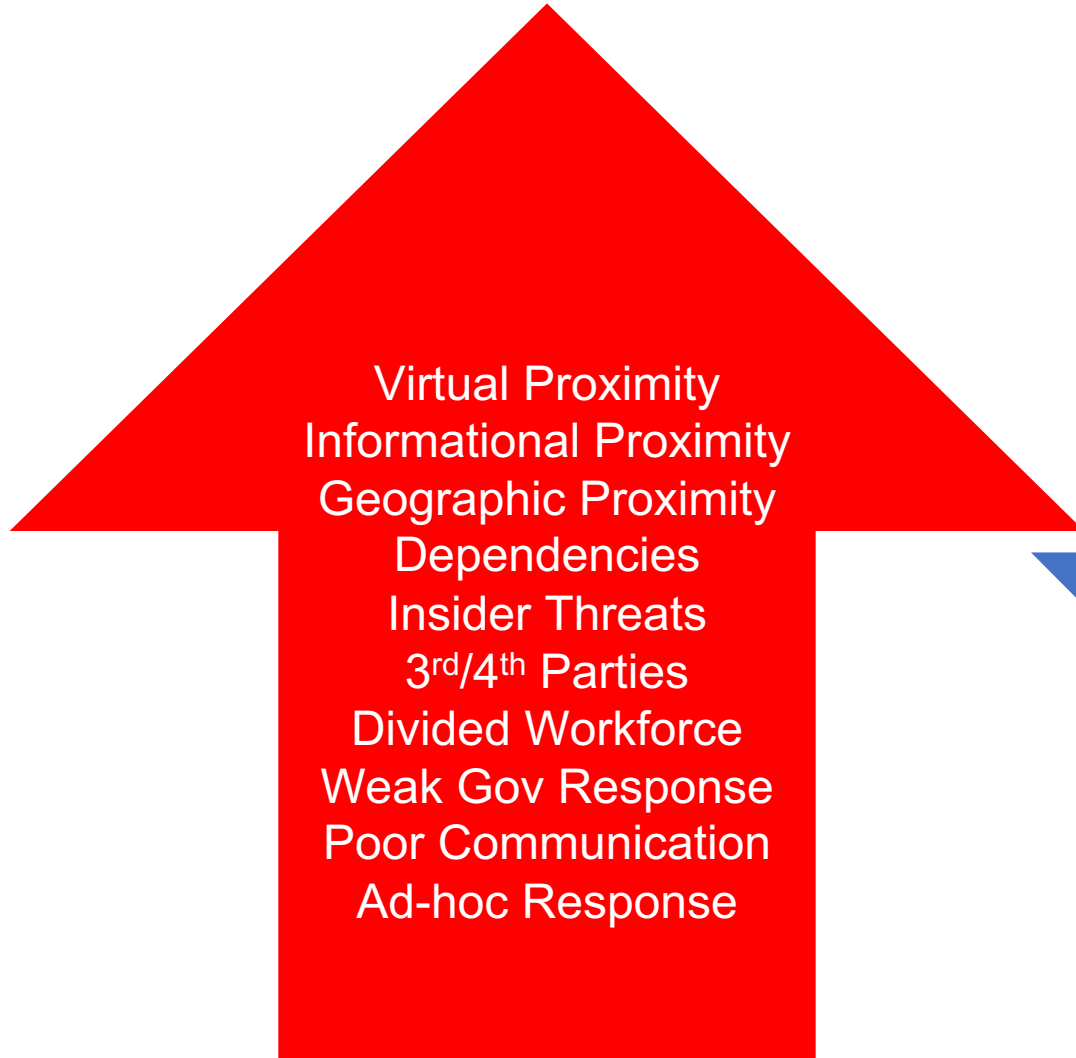 Virtual Proximity
Informational Proximity
Geographic Proximity
Dependencies
Insider Threats
3rd/4th Parties
Divided Workforce
Weak Gov Response
Poor Communication
Ad-hoc Response